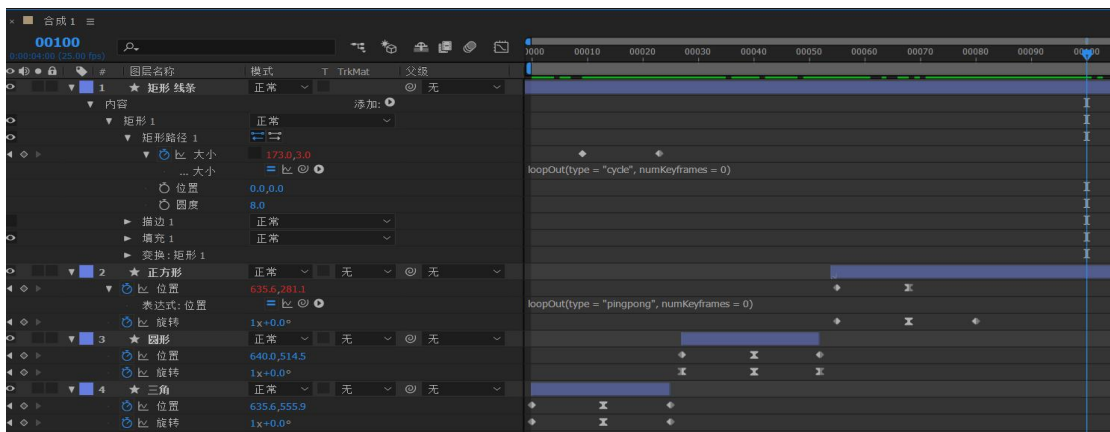 × 合成 1 ≡
00100
0:00:04:00 (25.00 fps)
0000 00010 00020 00030 00040 00050 00060 00070 00080 00090 00100
# 图层名称 模式 T TrkMat 父级
1 ★ 矩形 线条 正常 无
内容 添加:
矩形 1 正常
矩形路径 1
大小 173.0,3.0
... 大小 loopOut(type = "cycle", numKeyframes = 0)
位置 0.0,0.0
圆度 8.0
描边 1 正常
填充 1 正常
变换: 矩形 1
2 ★ 正方形 正常 无 无
位置 635.6,281.1
表达式: 位置 loopOut(type = "pingpong", numKeyframes = 0)
旋转 1x+0.0°
3 ★ 圆形 正常 无 无
位置 640.0,514.5
旋转 1x+0.0°
4 ★ 三角 正常 无 无
位置 635.6,555.9
旋转 1x+0.0°